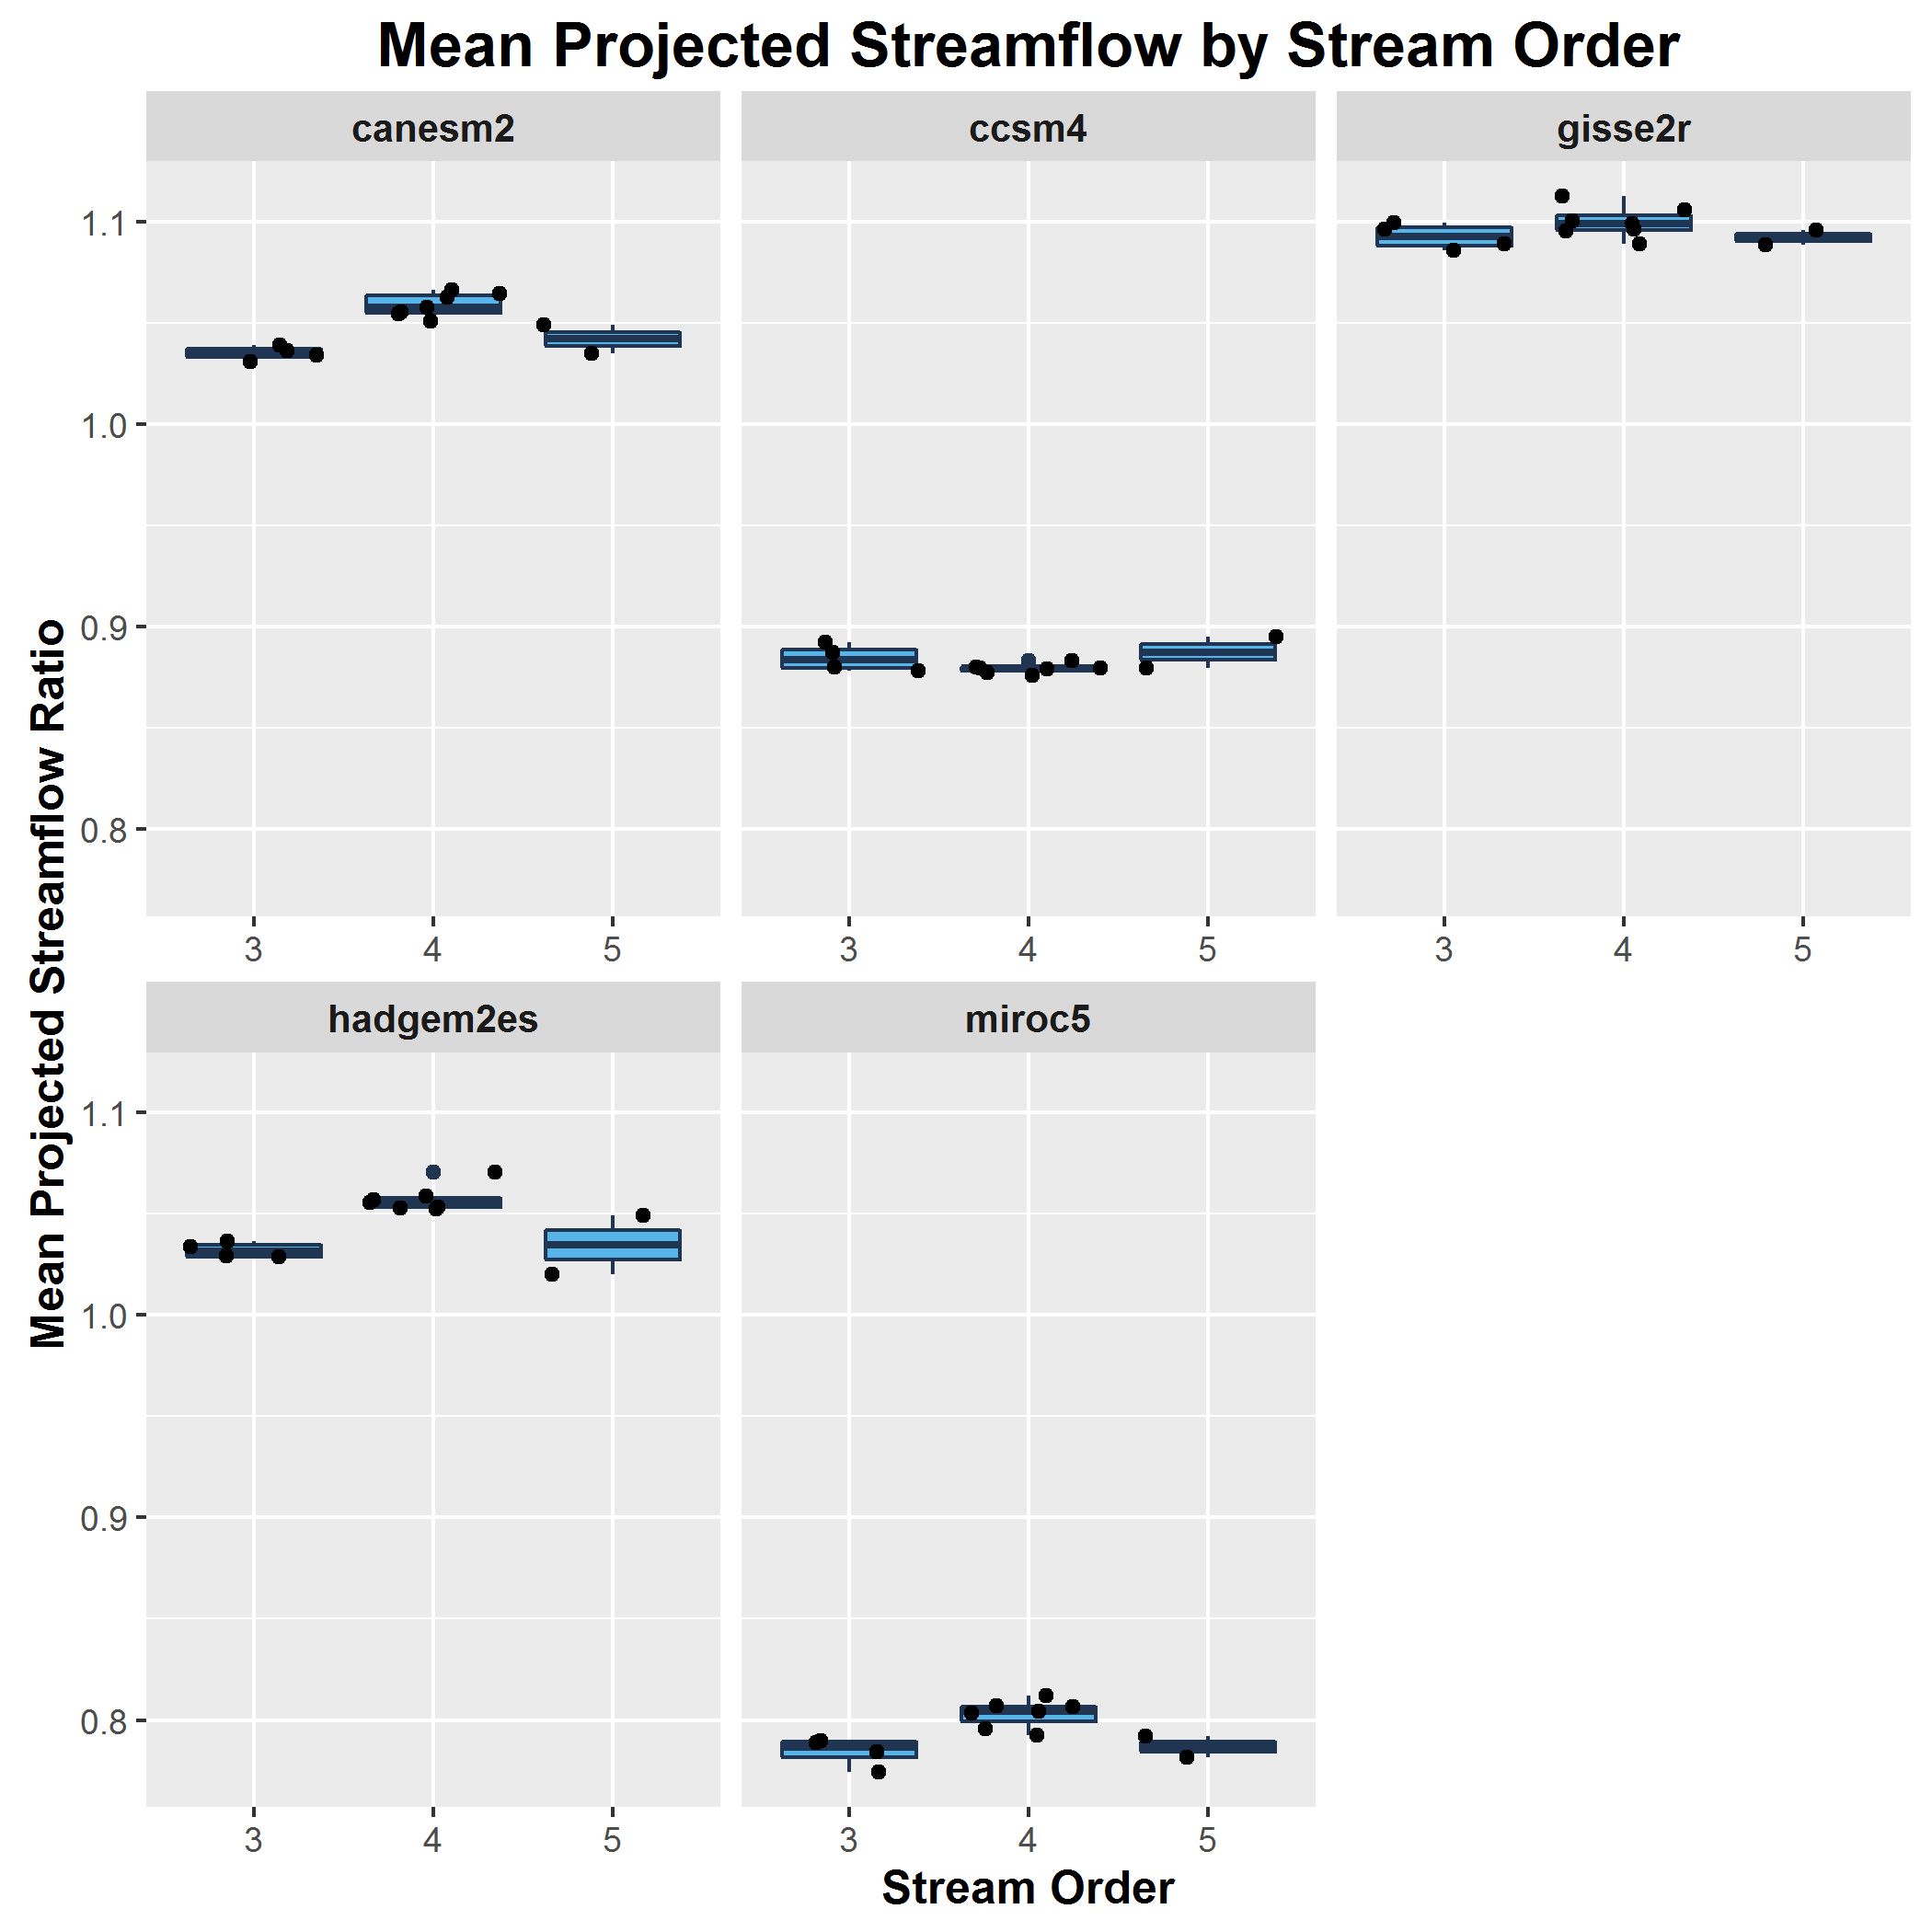 Mean Projected Streamflow by Stream Order
canesm2
ccsm4
gisse2r
1.1
1.0
0.9
0.8
3 4 5
3 4 5
3 4 5
Mean Projected Streamflow Ratio
hadgem2es
miroc5
1.1
1.0
0.9
0.8
3 4 5
3 4 5
Stream Order